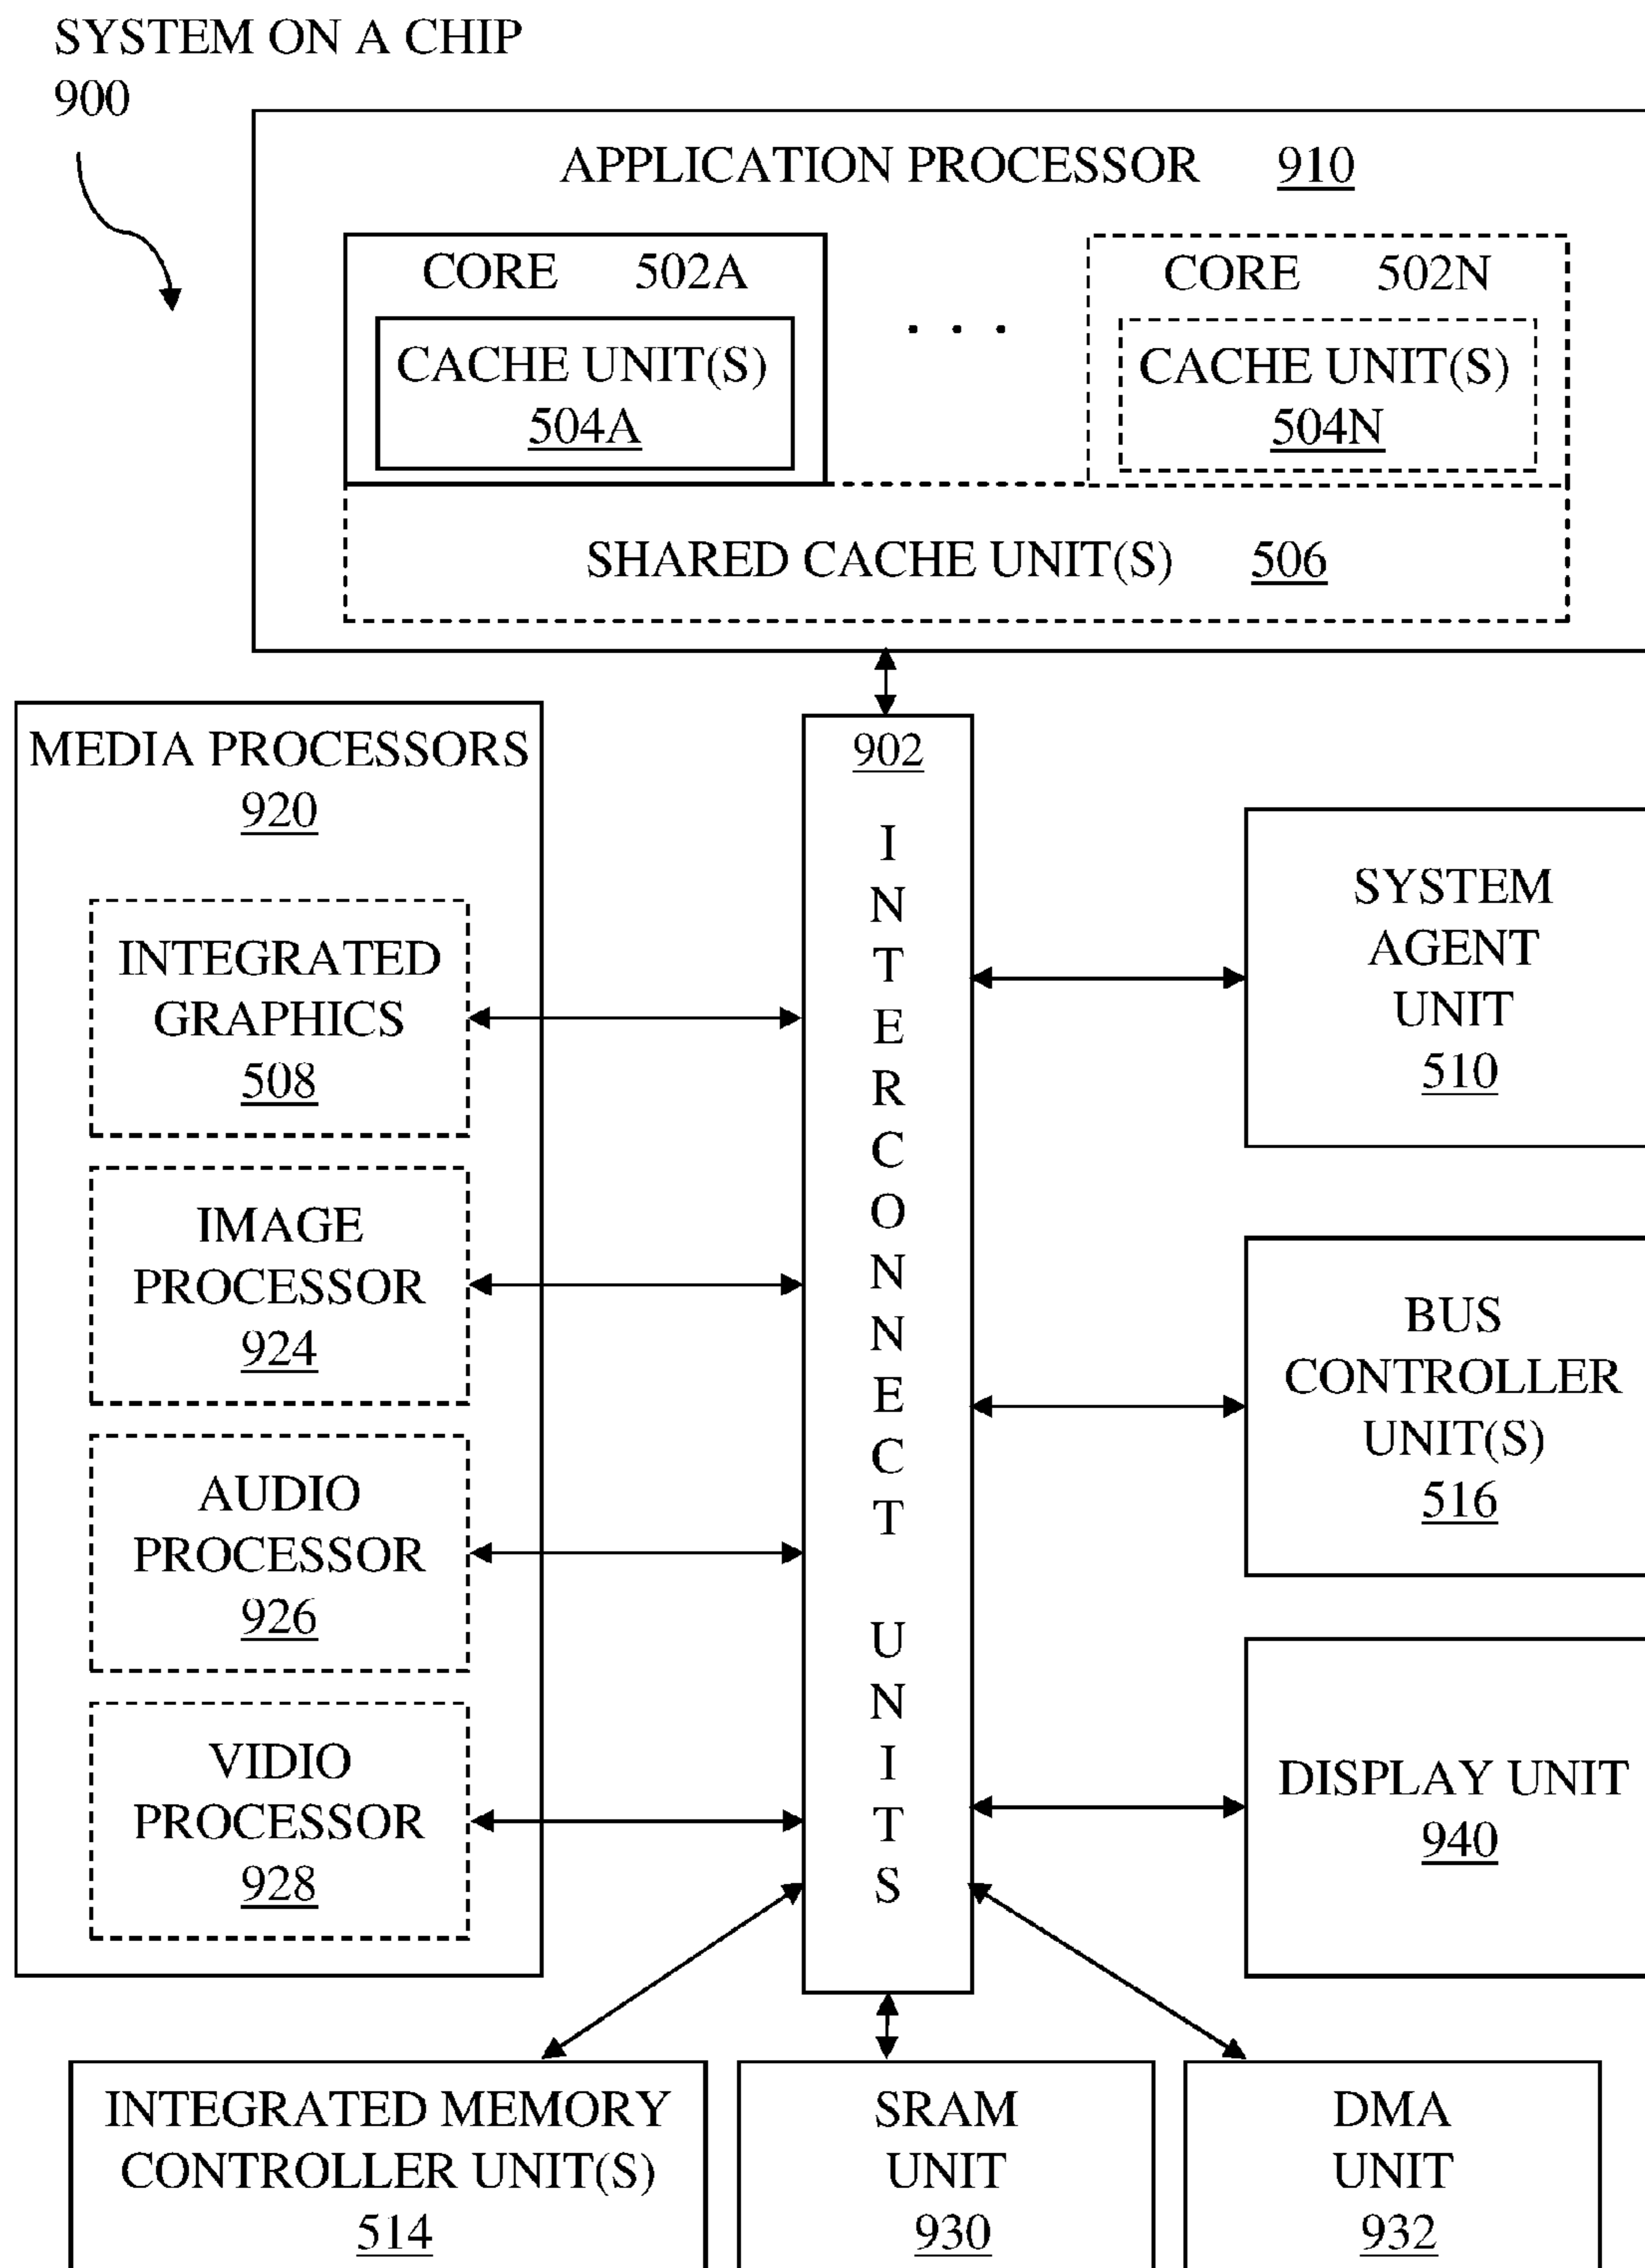 SYSTEM ON A CHIP
900
APPLICATION PROCESSOR 910
CORE 502A
CACHE UNIT(S)
504A
. . .
CORE 502N
CACHE UNIT(S)
504N
SHARED CACHE UNIT(S) 506
MEDIA PROCESSORS
920
INTEGRATED
GRAPHICS
508
IMAGE
PROCESSOR
924
AUDIO
PROCESSOR
926
VIDIO
PROCESSOR
928
902
INTERCONNECT UNITS
SYSTEM
AGENT
UNIT
510
BUS
CONTROLLER
UNIT(S)
516
DISPLAY UNIT
940
INTEGRATED MEMORY
CONTROLLER UNIT(S)
514
SRAM
UNIT
930
DMA
UNIT
932